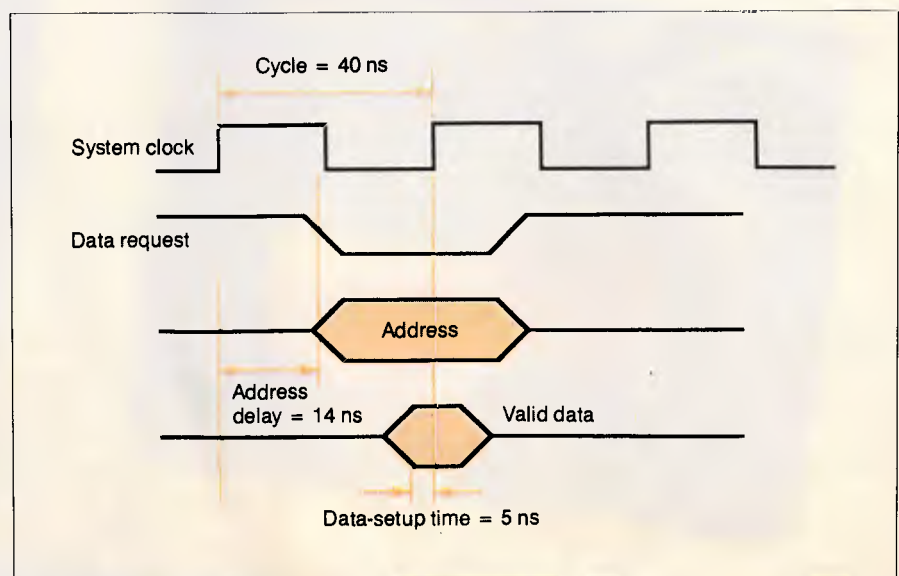 Cycle = 40 ns
System clock
Data request
Address
Address
delay = 14 ns
Valid data
Data-setup time = 5 ns